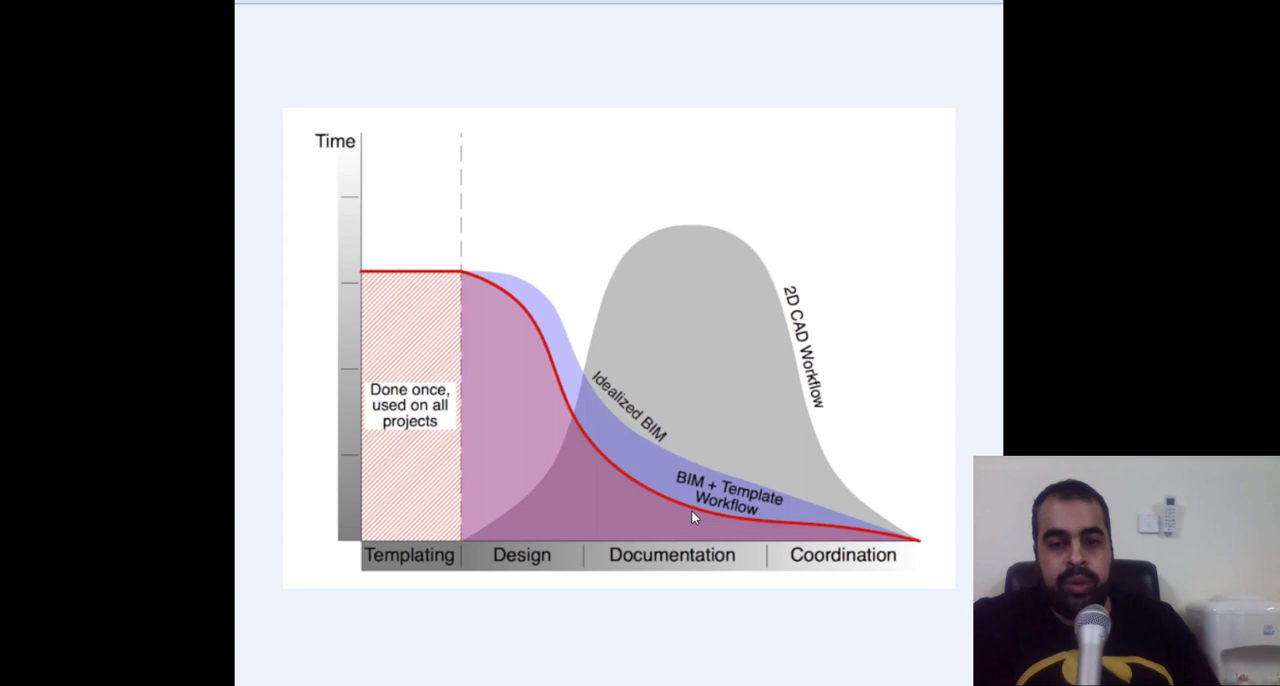 Time
Done once,
used on all
projects
Idealized BIM
BIM + Template
Workflow
2D CAD Workflow
Templating
Design
Documentation
Coordination